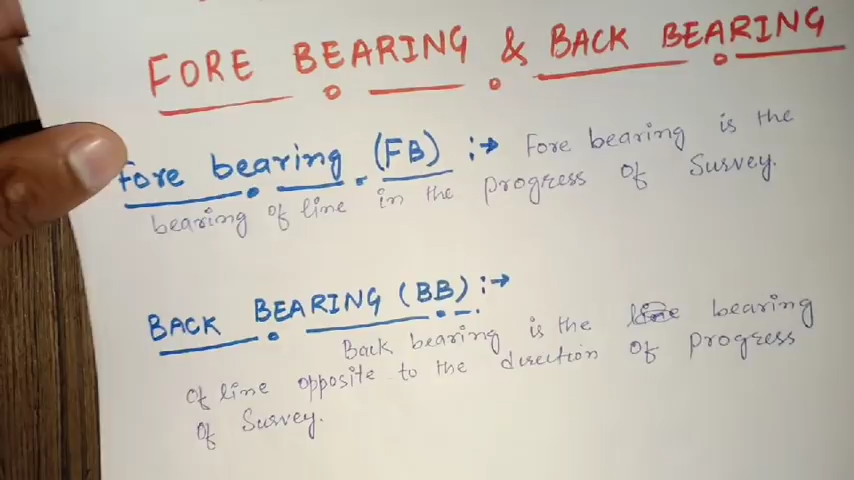 FORE BEARING & BACK BEARING
Fore bearing (FB) :→ Fore bearing is the
bearing of line in the progress of Survey.
BACK BEARING (BB) :→
Back bearing is the bearing
of line opposite to the direction of progress
of Survey.